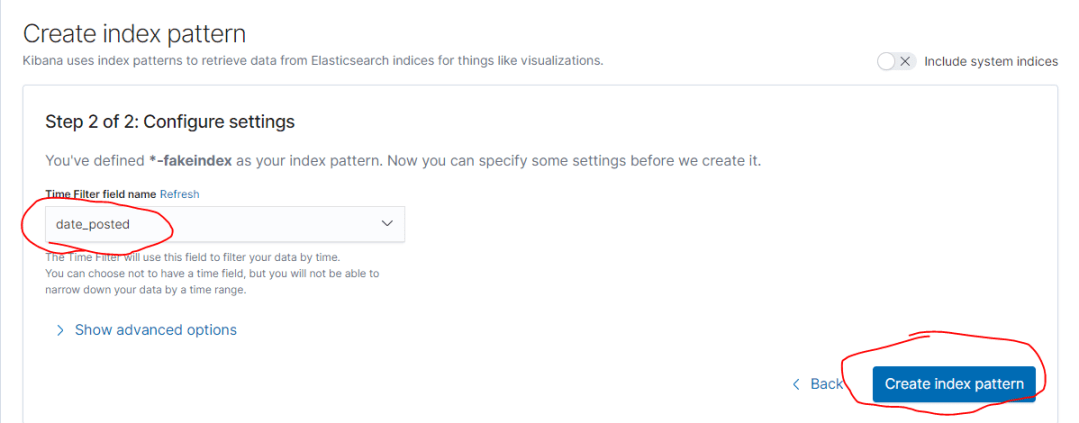 Create index pattern
Kibana uses index patterns to retrieve data from Elasticsearch indices for things like visualizations.
Include system indices
Step 2 of 2: Configure settings
You've defined *-fakeindex as your index pattern. Now you can specify some settings before we create it.
Time Filter field name Refresh
date_posted
The Time Filter will use this field to filter your data by time.
You can choose not to have a time field, but you will not be able to
narrow down your data by a time range.
Show advanced options
Back
Create index pattern